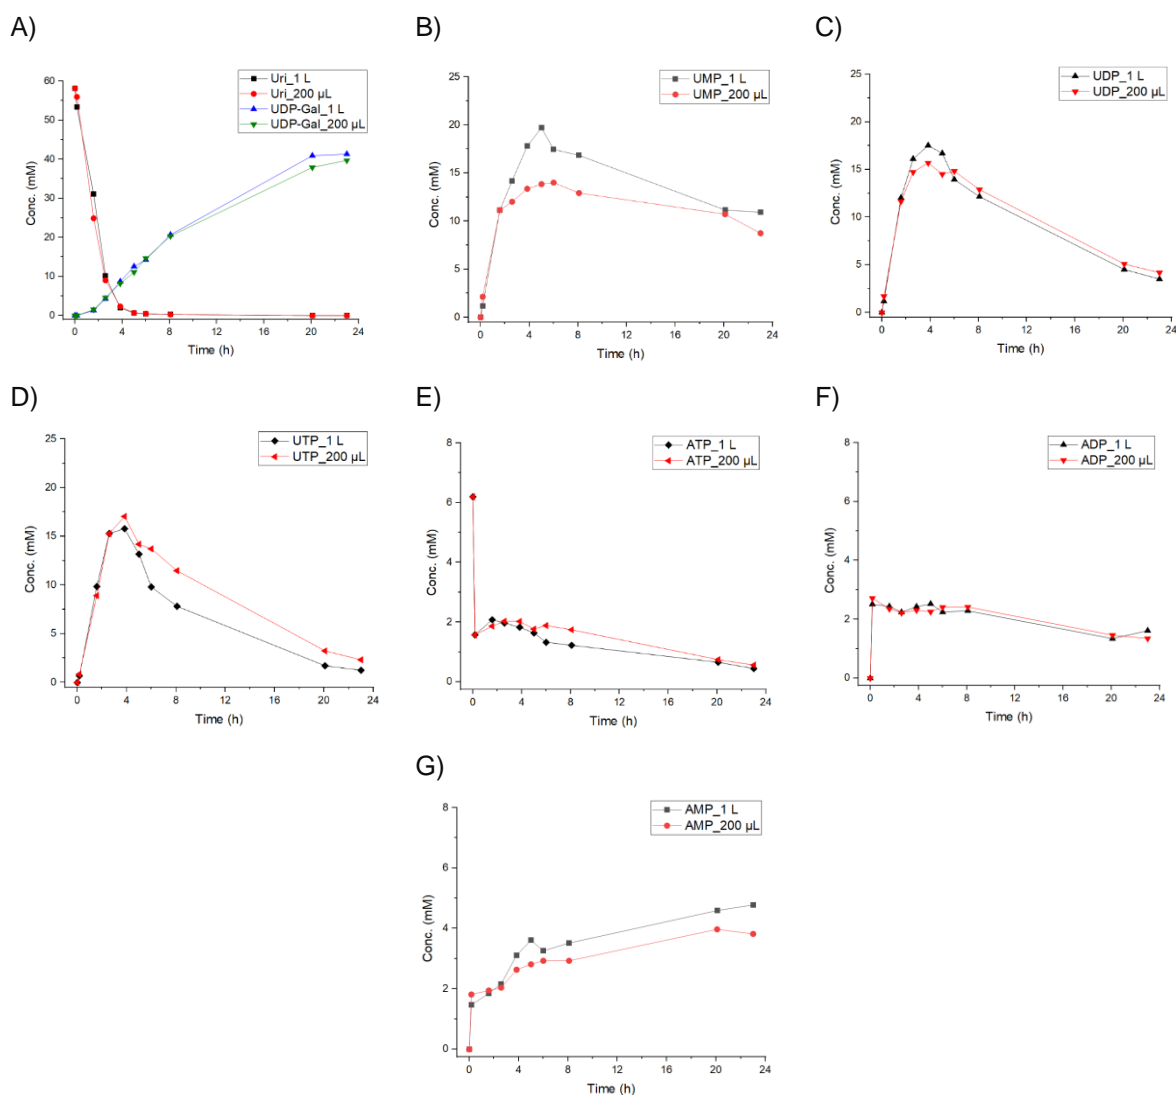 A)
B)
C)
Uri_1 L
Uri_200 µL
UDP-Gal_1 L
UDP-Gal_200 µL
60
50
40
30
20
10
0
Conc. (mM)
0 4 8 12 16 20 24
Time (h)
UMP_1 L
UMP_200 µL
25
20
15
10
5
0
Conc. (mM)
0 4 8 12 16 20 24
Time (h)
UDP_1 L
UDP_200 µL
25
20
15
10
5
0
Conc. (mM)
0 4 8 12 16 20 24
Time (h)
D)
E)
F)
UTP_1 L
UTP_200 µL
25
20
15
10
5
0
Conc. (mM)
0 4 8 12 16 20 24
Time (h)
ATP_1 L
ATP_200 µL
8
6
4
2
0
Conc. (mM)
0 4 8 12 16 20 24
Time (h)
ADP_1 L
ADP_200 µL
8
6
4
2
0
Conc. (mM)
0 4 8 12 16 20 24
Time (h)
G)
AMP_1 L
AMP_200 µL
8
6
4
2
0
Conc. (mM)
0 4 8 12 16 20 24
Time (h)